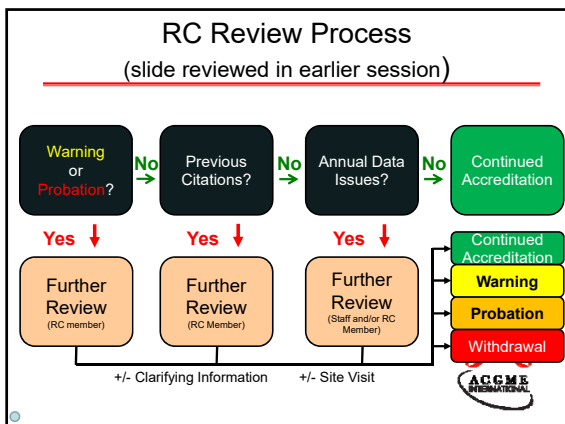 RC Review Process
(slide reviewed in earlier session)
Warning
or
Probation?
No
Previous
Citations?
No
Annual Data
Issues?
No
Continued
Accreditation
Yes
Yes
Yes
Further
Review
(RC member)
Further
Review
(RC Member)
Further
Review
(Staff and/or RC
Member)
Continued
Accreditation
Warning
Probation
Withdrawal
+/- Clarifying Information
+/- Site Visit
ACGME
INTERNATIONAL